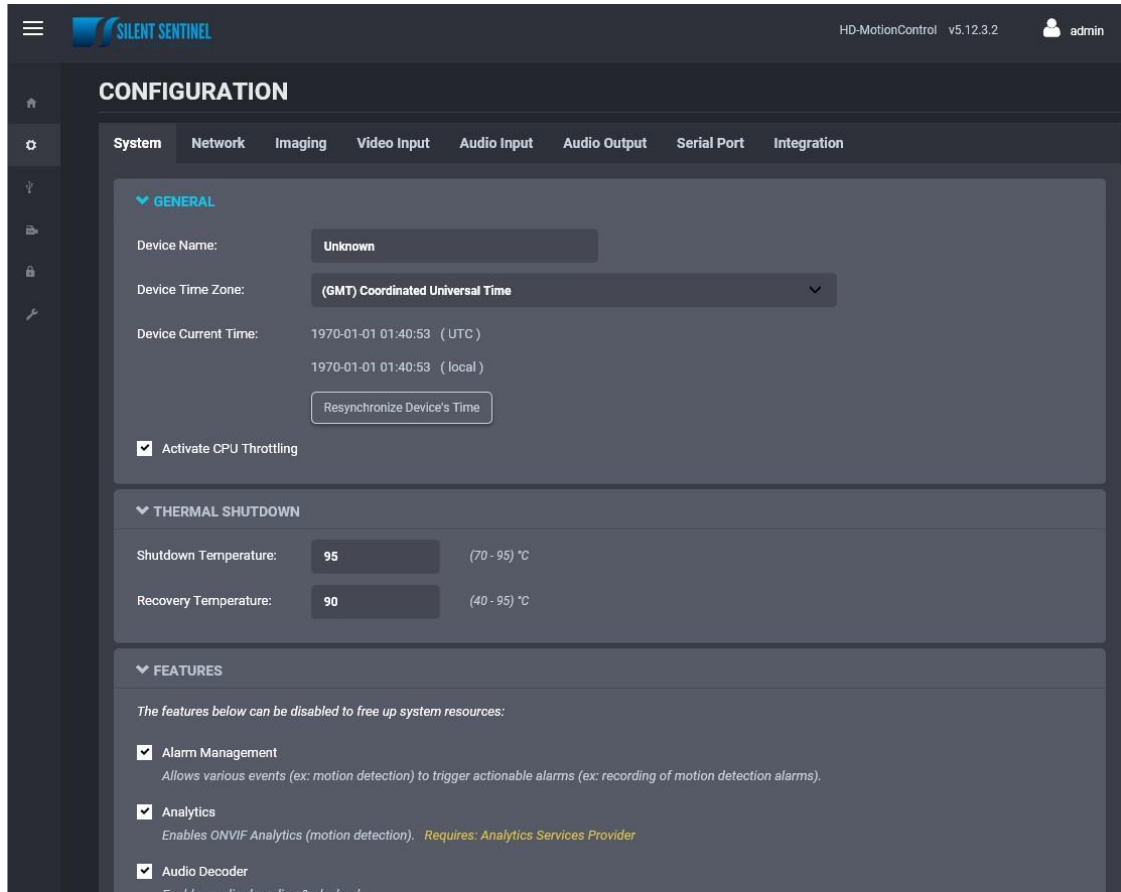 SILENT SENTINEL
HD-MotionControl v5.12.3.2 admin
CONFIGURATION
System Network Imaging Video Input Audio Input Audio Output Serial Port Integration
GENERAL
Device Name: Unknown
Device Time Zone: (GMT) Coordinated Universal Time
Device Current Time: 1970-01-01 01:40:53 ( UTC )
1970-01-01 01:40:53 ( local )
Resynchronize Device's Time
Activate CPU Throttling
THERMAL SHUTDOWN
Shutdown Temperature: 95 (70 - 95) °C
Recovery Temperature: 90 (40 - 95) °C
FEATURES
The features below can be disabled to free up system resources:
Alarm Management
Allows various events (ex: motion detection) to trigger actionable alarms (ex: recording of motion detection alarms).
Analytics
Enables ONVIF Analytics (motion detection). Requires: Analytics Services Provider
Audio Decoder